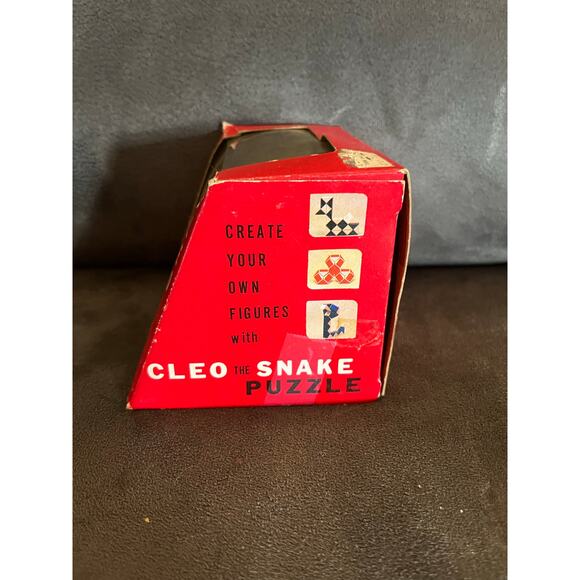 CREATE
YOUR
OWN
FIGURES
with
CLEO THE SNAKE
PUZZLE